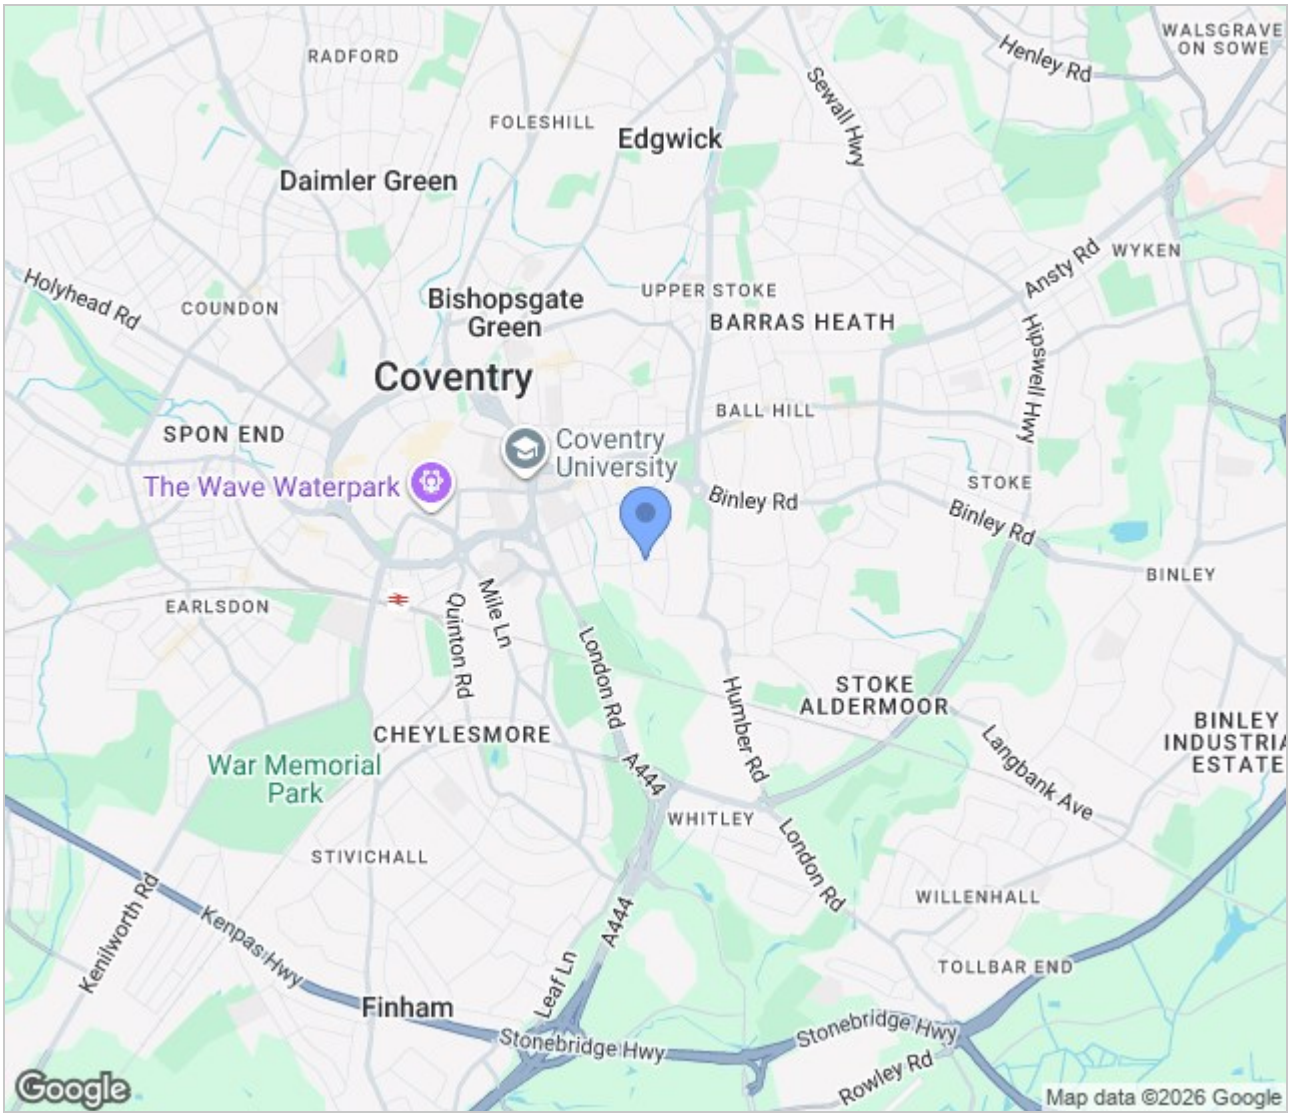 WALSGRAVE
ON SOWE
Henley Rd
RADFORD
Sewall Hwy
FOLESHILL
Edgwick
Daimler Green
WYKEN
Ansty Rd
Holyhead Rd
COUNDON
Bishopsgate
Green
UPPER STOKE
BARRAS HEATH
Hipswell Hwy
Coventry
BALL HILL
SPON END
Coventry
University
The Wave Waterpark
STOKE
Binley Rd
Binley Rd
BINLEY
EARLSDON
Mile Ln
Quinton Rd
London Rd
STOKE
ALDERMOOR
Humber Rd
CHEYLESMORE
BINLEY
INDUSTRIA
ESTATE
Langbank Ave
War Memorial
Park
A444
WHITLEY
London Rd
STIVICHALL
Kenilworth Rd
WILLENHALL
Kenpas Hwy
A444
TOLLBAR END
Leaf Ln
Finham
Stonebridge Hwy
Stonebridge Hwy
Rowley Rd
Google
Map data ©2026 Google